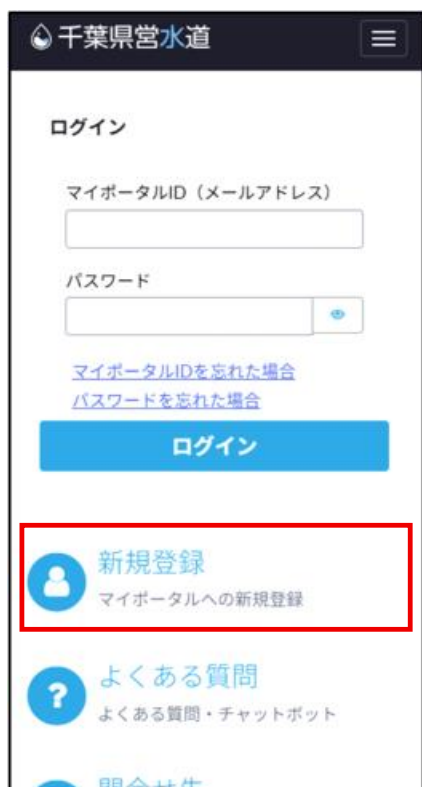 千葉県営水道
ログイン
マイポータルID（メールアドレス）
パスワード
マイポータルIDを忘れた場合
パスワードを忘れた場合
ログイン
新規登録
マイポータルへの新規登録
?
よくある質問
よくある質問・チャットボット
問合せ先